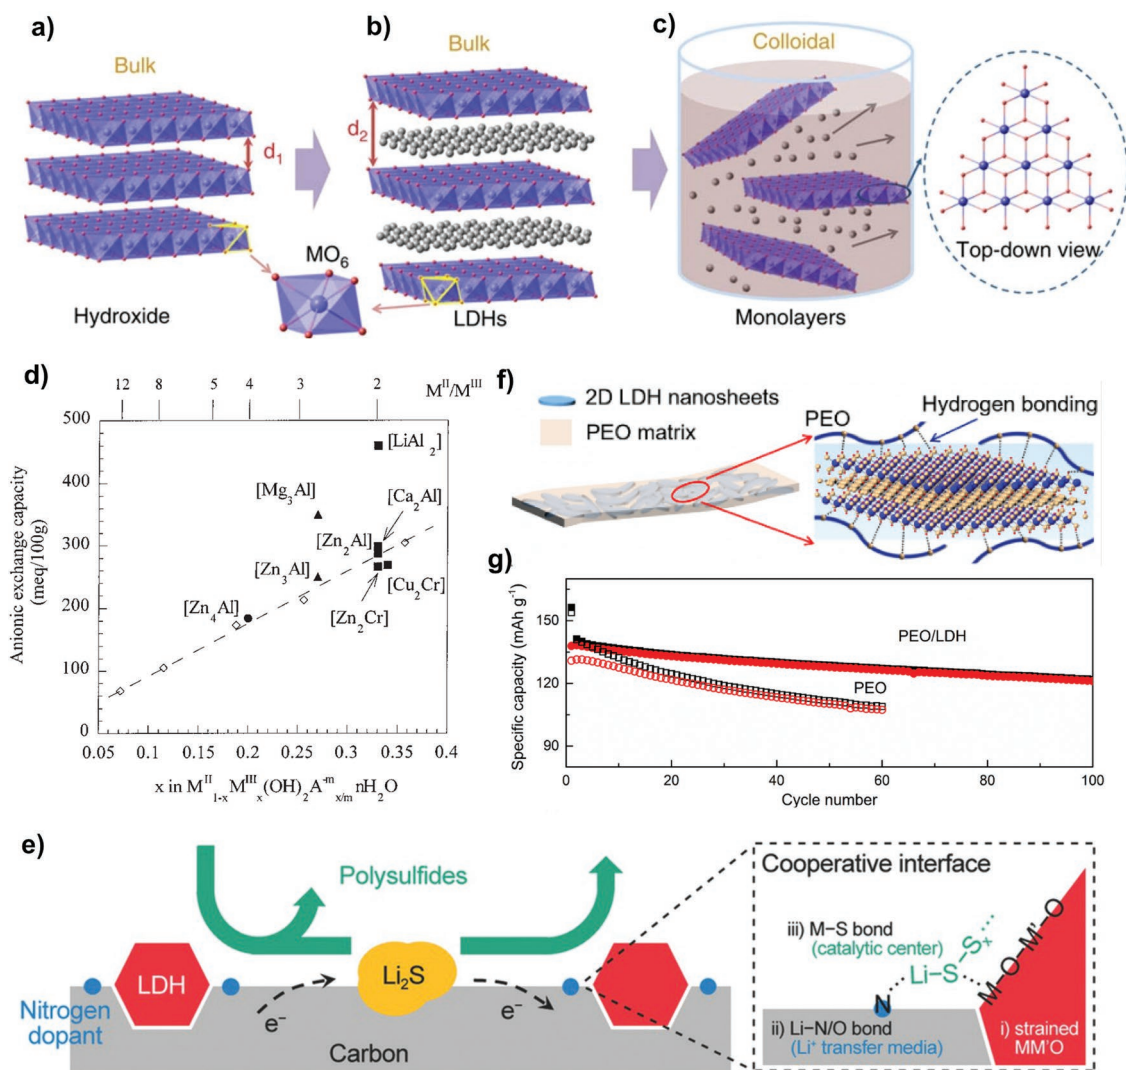 a)
b)
c)
Bulk
Bulk
Colloidal
d₁
d₂
MO₆
Hydroxide
LDHs
Monolayers
Top-down view
d)
12 8 5 4 3 2 Mᴵᴵ/Mᴵᴵᴵ
500
400
300
200
100
0
Anionic exchange capacity
(meq/100g)
[LiAl ₂]
[Mg₃Al]
[Ca₂Al]
[Zn₂Al]
[Zn₃Al]
[Cu₂Cr]
[Zn₄Al]
[Zn₂Cr]
0.05 0.1 0.15 0.2 0.25 0.3 0.35 0.4
x in Mᴵᴵ₁₋ₓMᴵᴵᴵₓ(OH)₂A⁻ᵐₓ/ₘnH₂O
f)
2D LDH nanosheets
PEO matrix
PEO
Hydrogen bonding
g)
Specific capacity (mAh g⁻¹)
150
120
90
PEO/LDH
PEO
0 20 40 60 80 100
Cycle number
e)
Polysulfides
LDH
Li₂S
Nitrogen
dopant
e⁻
e⁻
Carbon
Cooperative interface
iii) M–S bond
(catalytic center)
Li–S–Sₓ
N
M–O–M'–O
ii) Li–N/O bond
(Li⁺ transfer media)
i) strained
MM'O